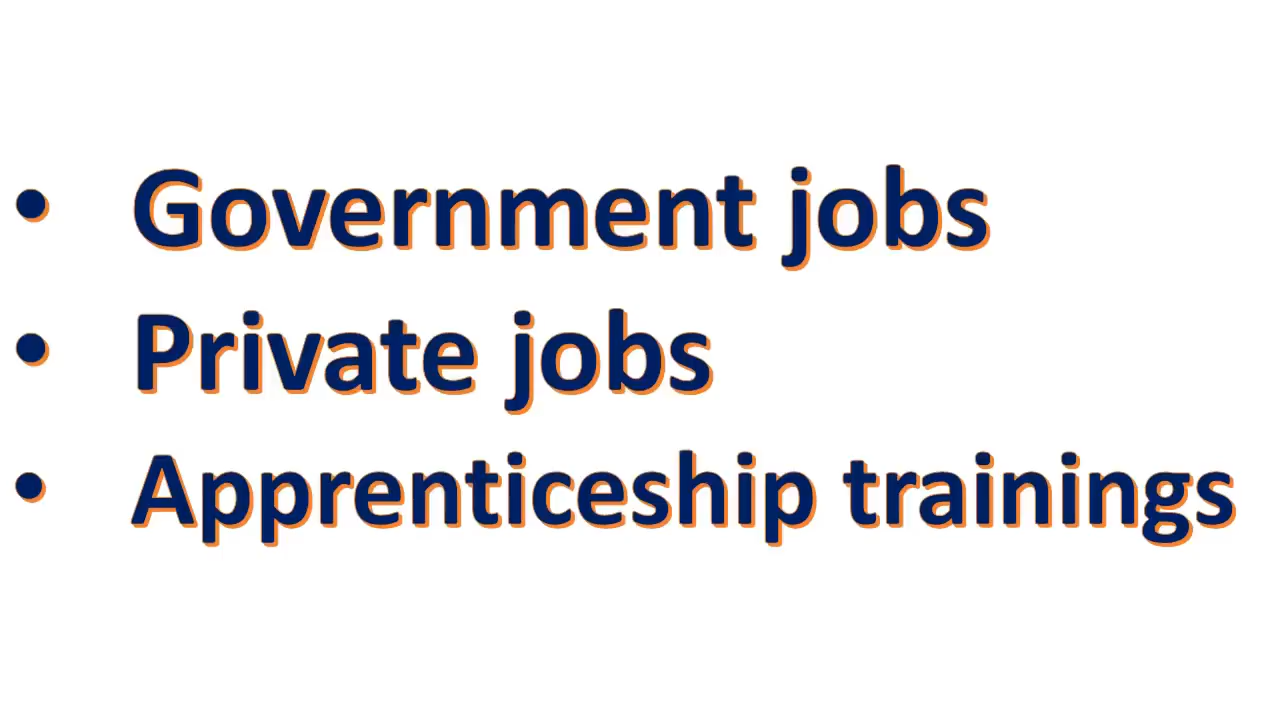 • Government jobs
• Private jobs
• Apprenticeship trainings